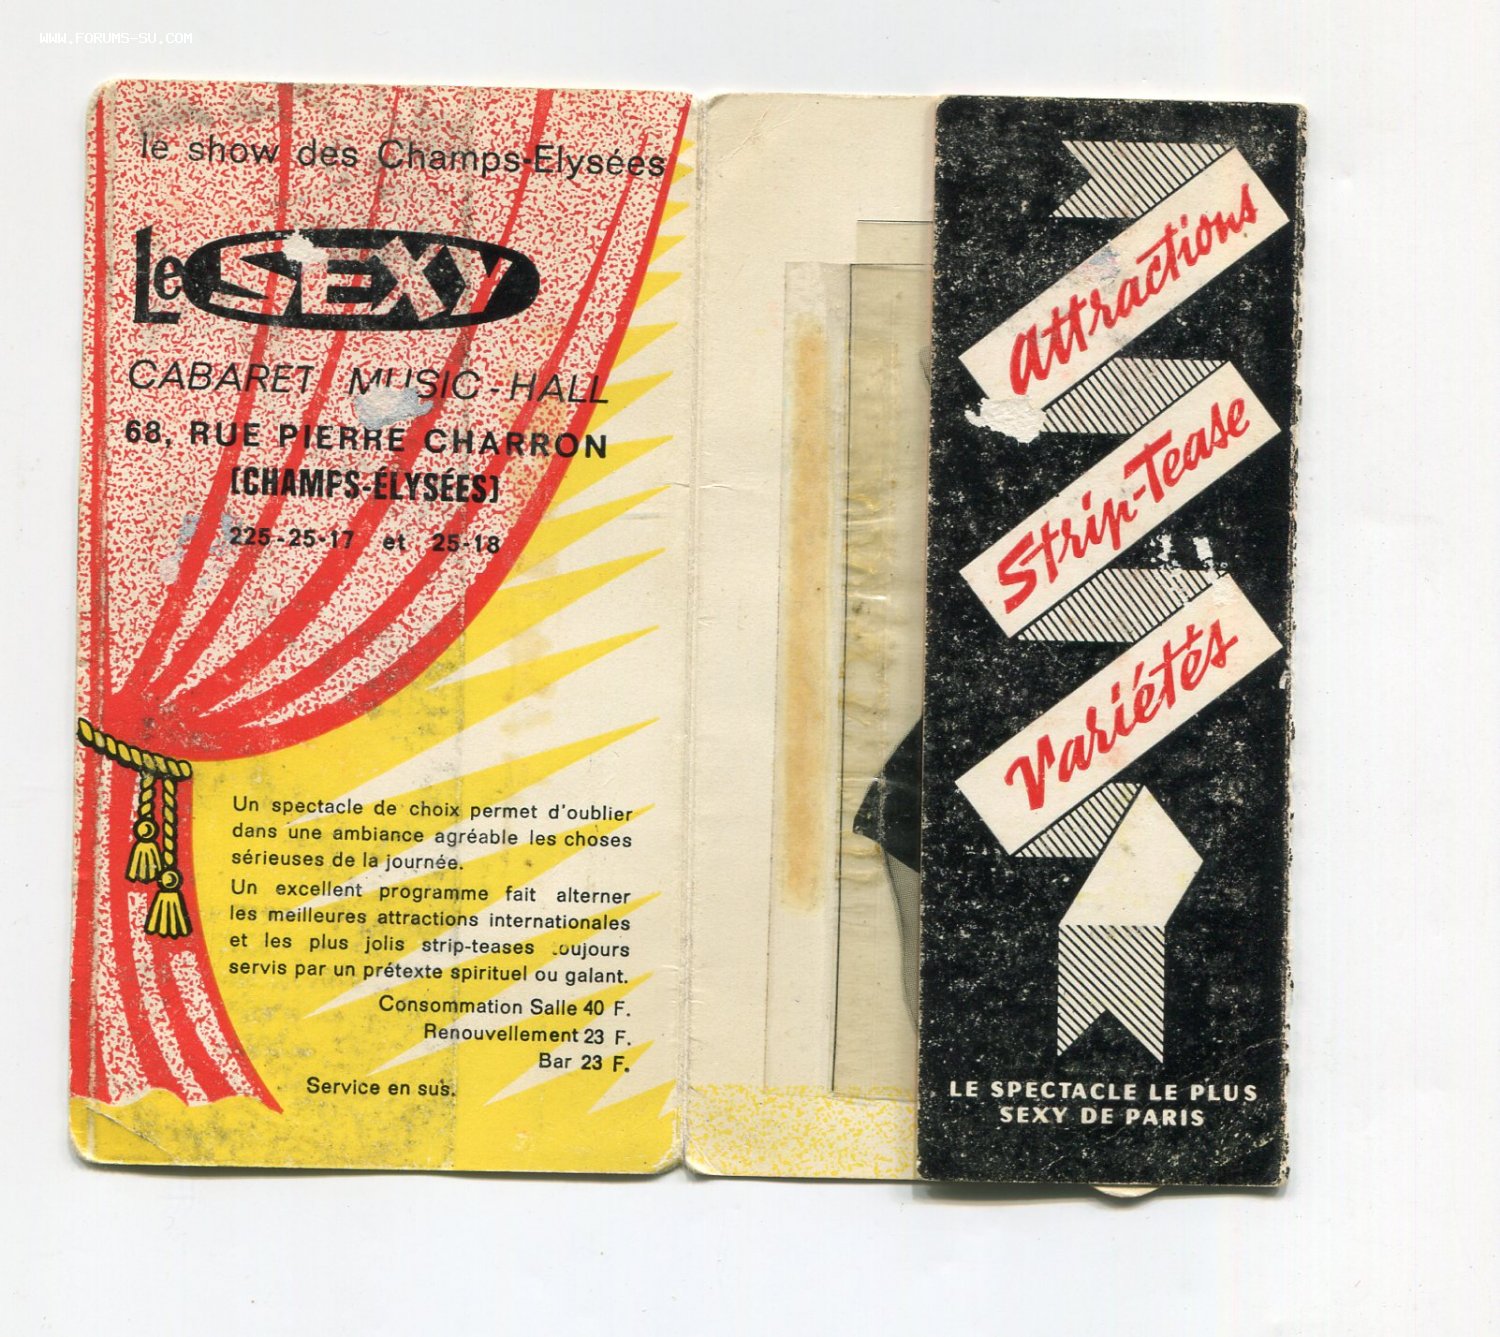 WWW.FORUMS-SU.COM
le show des Champs-Elysées
Le SEXY
CABARET MUSIC-HALL
68, RUE PIERRE CHARRON
(CHAMPS-ÉLYSÉES)
225-25-17 et 25-18
Un spectacle de choix permet d'oublier
dans une ambiance agréable les choses
sérieuses de la journée.
Un excellent programme fait alterner
les meilleures attractions internationales
et les plus jolis strip-teases toujours
servis par un prétexte spirituel ou galant.
Consommation Salle 40 F.
Renouvellement 23 F.
Bar 23 F.
Service en sus.
Attractions
Strip-Tease
Variétés
LE SPECTACLE LE PLUS
SEXY DE PARIS